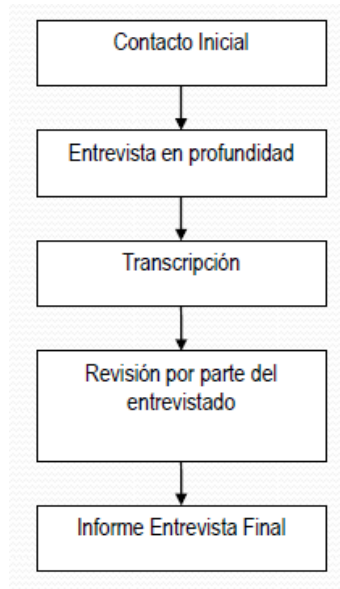 Contacto Inicial
Entrevista en profundidad
Transcripción
Revisión por parte del
entrevistado
Informe Entrevista Final